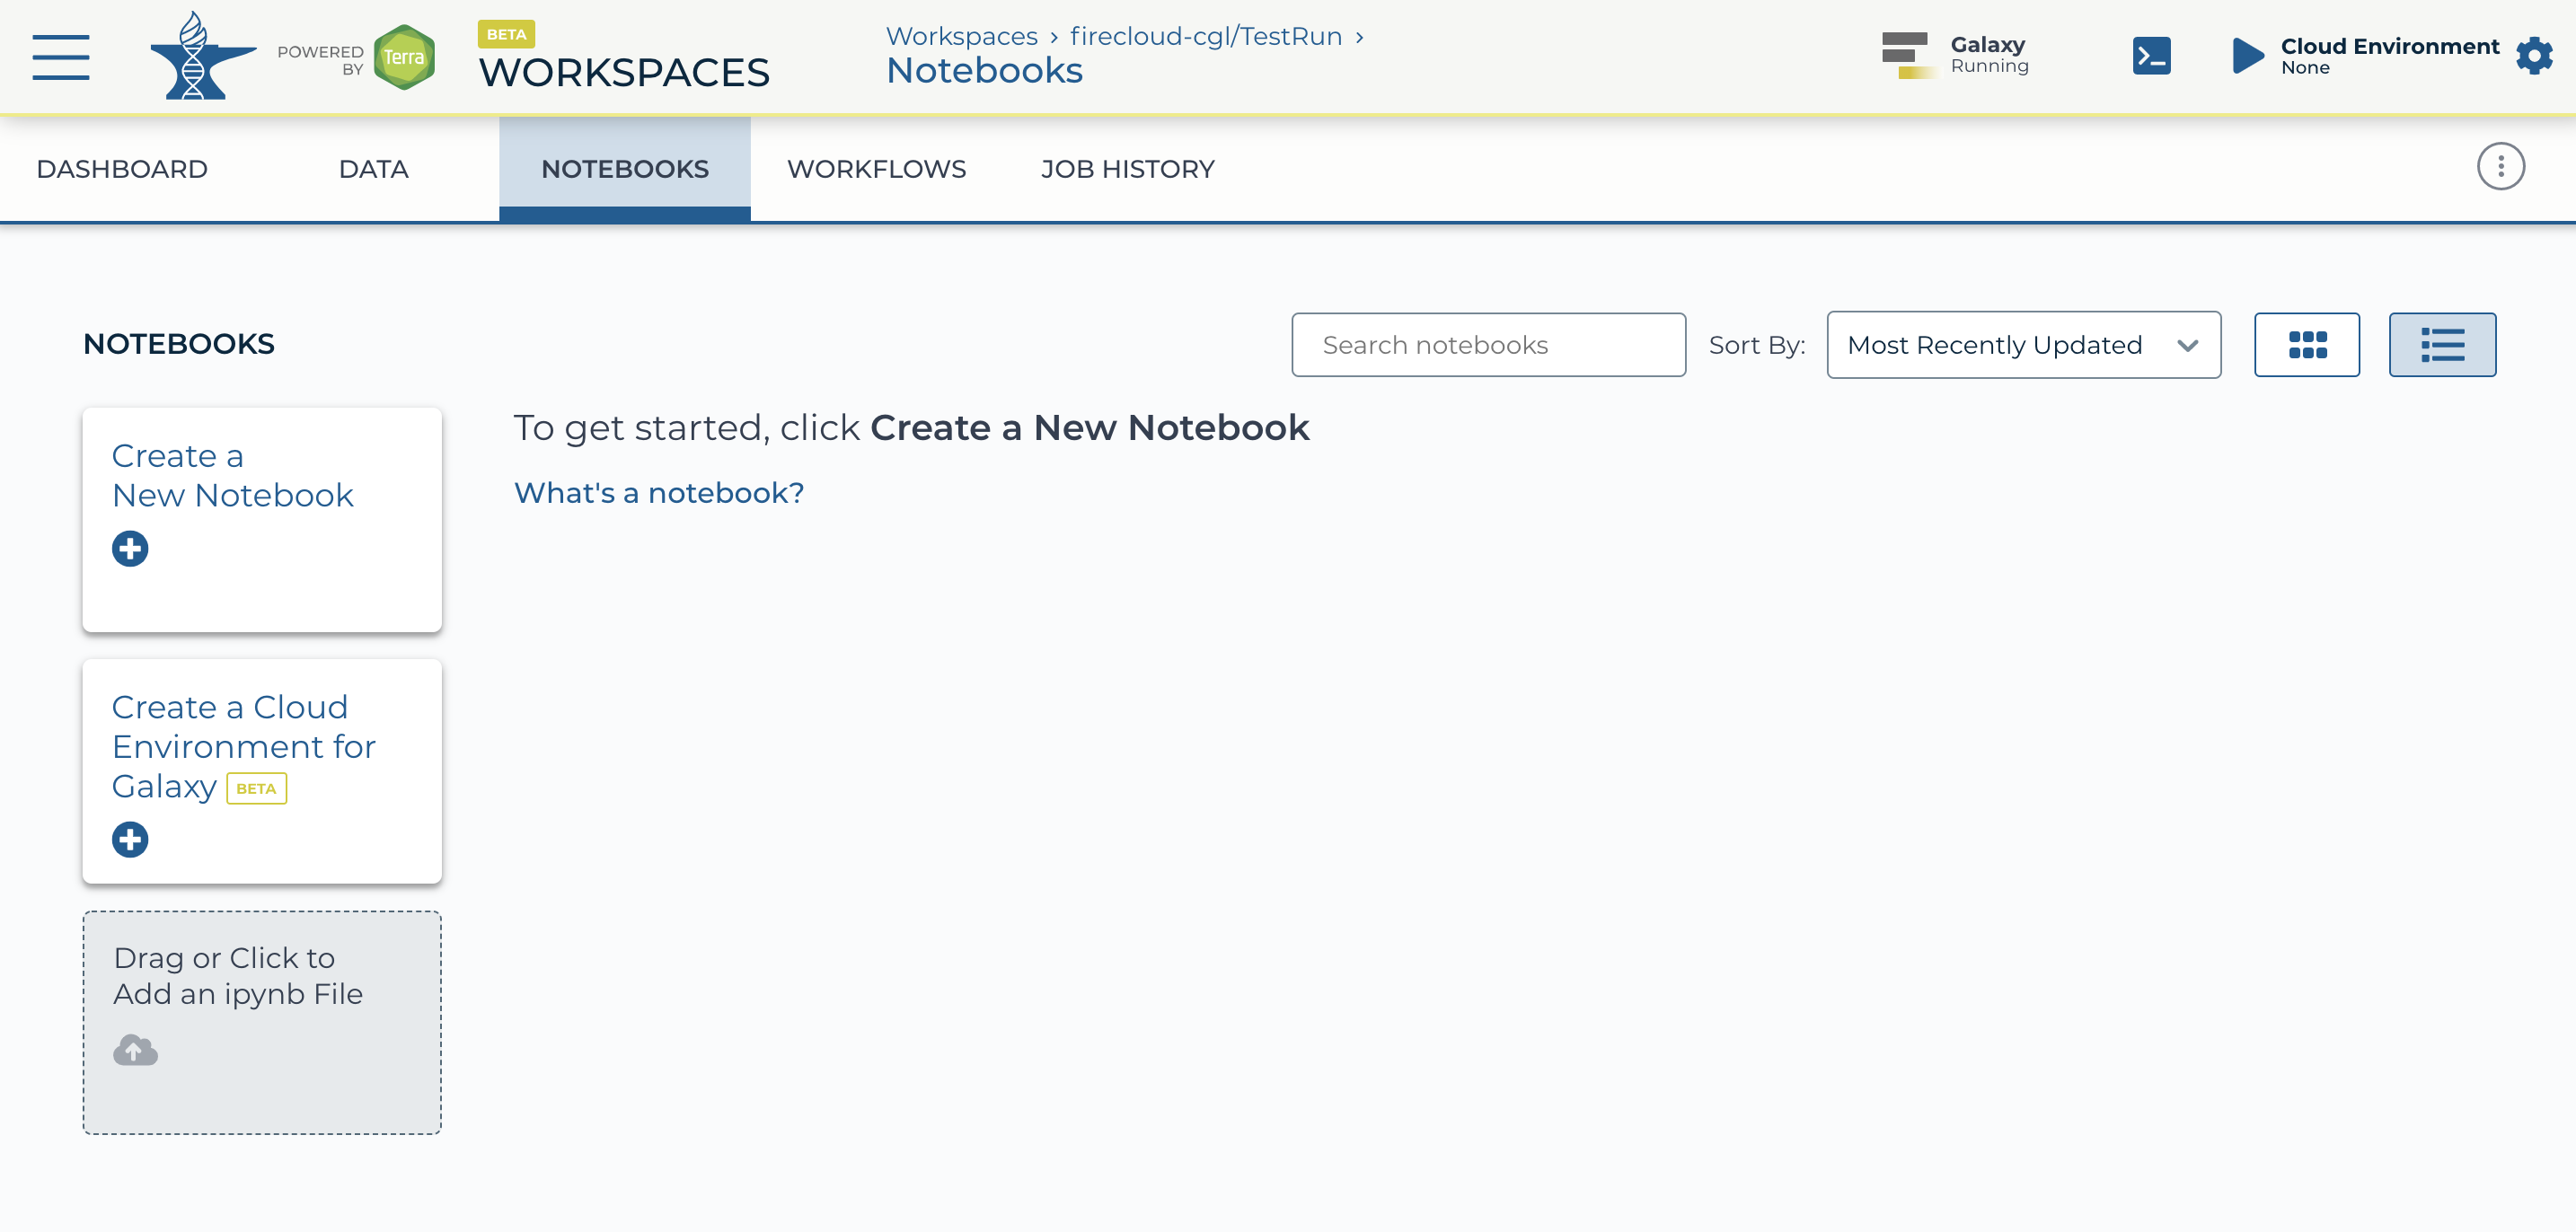 POWERED
BY
Terra
BETA
WORKSPACES
Workspaces › firecloud-cgl/TestRun ›
Notebooks
Galaxy
Running
Cloud Environment
None
DASHBOARD
DATA
NOTEBOOKS
WORKFLOWS
JOB HISTORY
NOTEBOOKS
Search notebooks
Sort By:
Most Recently Updated
Create a
New Notebook
To get started, click Create a New Notebook
What's a notebook?
Create a Cloud
Environment for
Galaxy BETA
Drag or Click to
Add an ipynb File